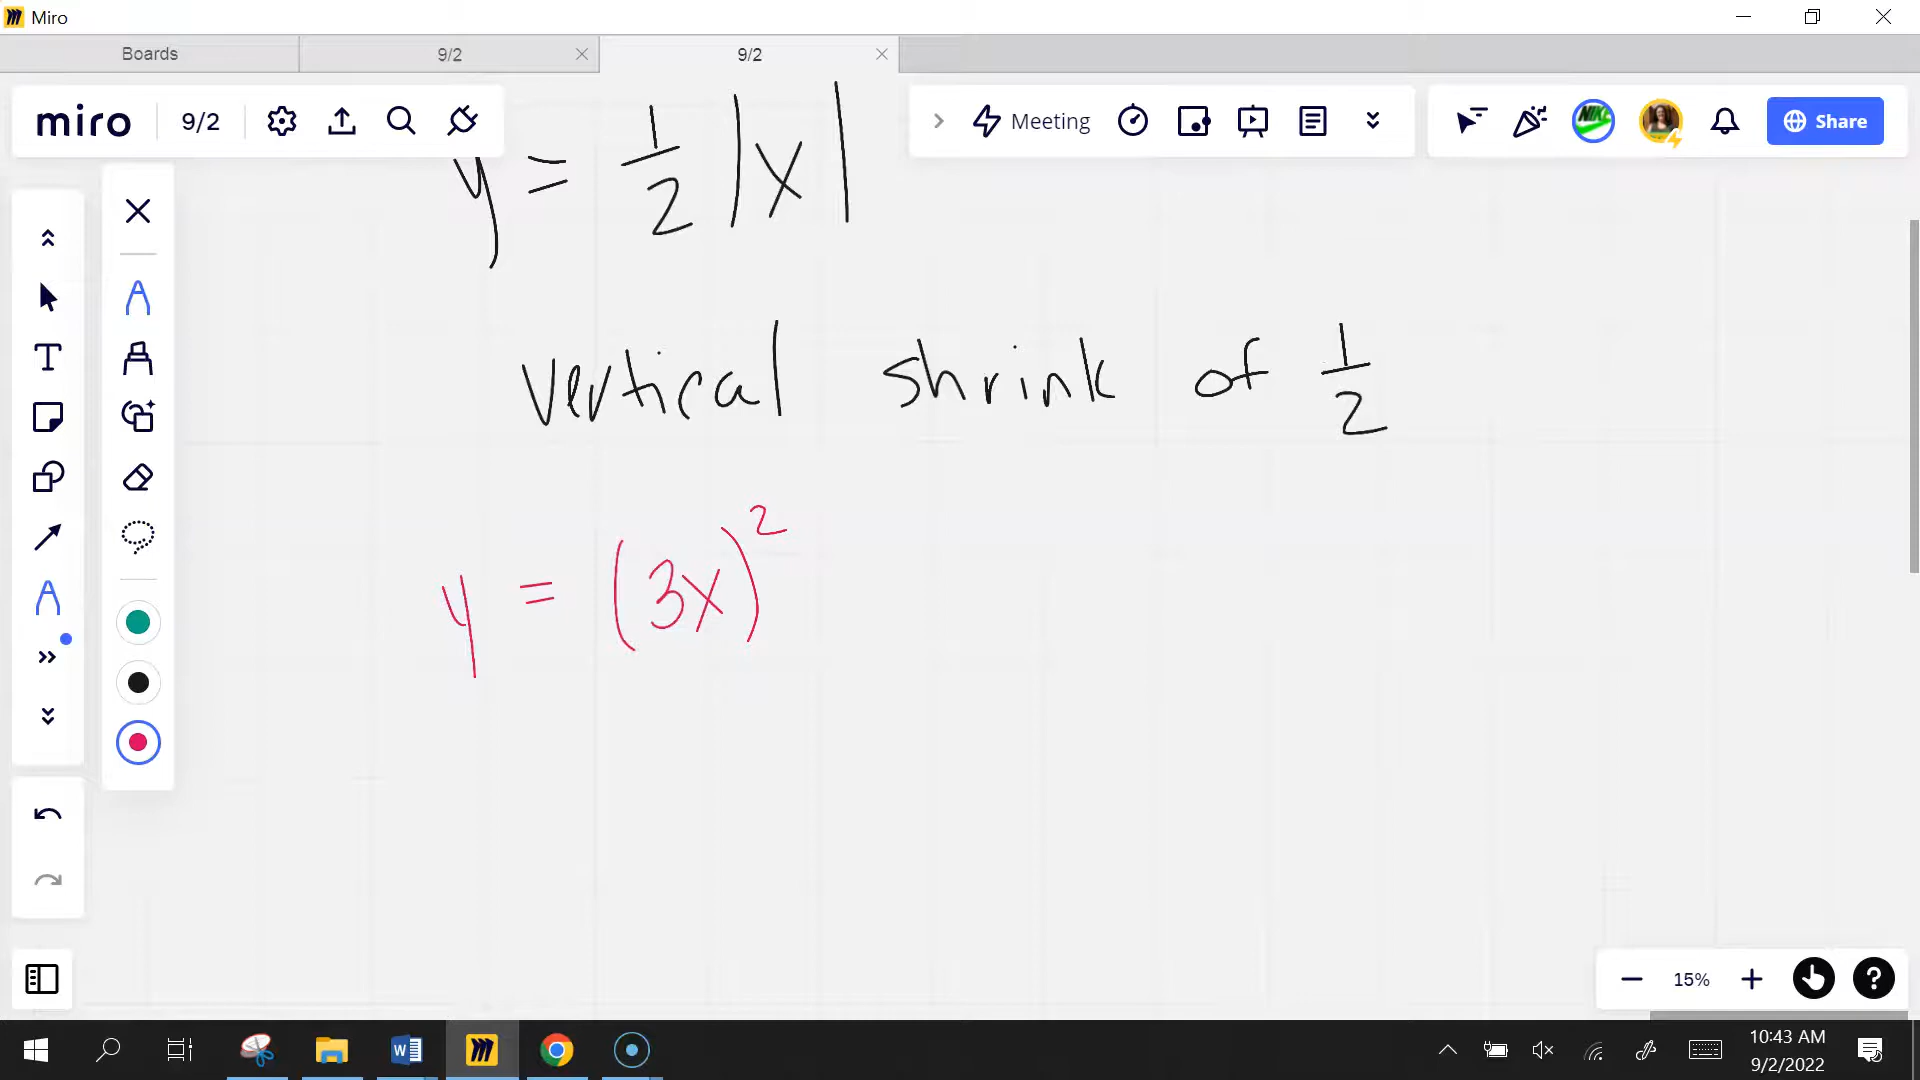 Miro
Boards
9/2
9/2
miro
9/2
Meeting
Share
y = 1/2 |x|
vertical shrink of 1/2
y = (3x)²
15%
10:43 AM
9/2/2022